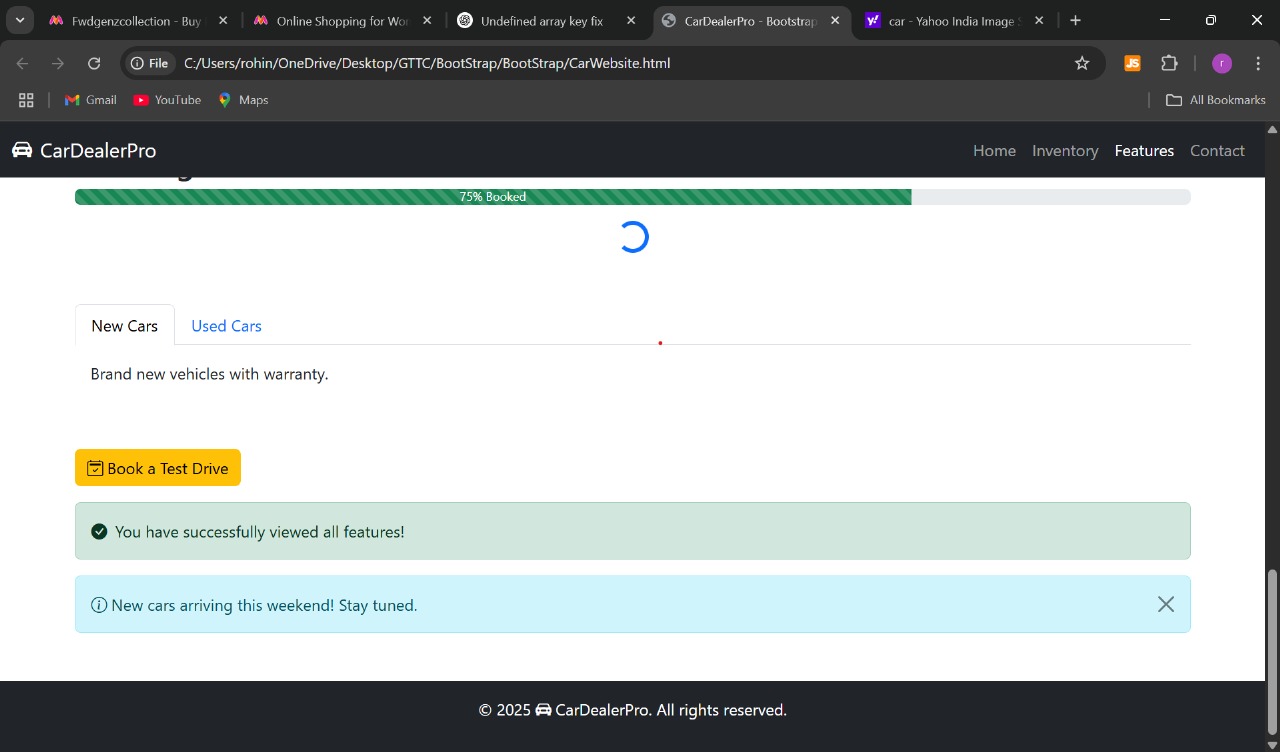 Fwdgenzcollection - Buy
Online Shopping for Wor
Undefined array key fix
CarDealerPro - Bootstrap
car - Yahoo India Image S
File
C:/Users/rohin/OneDrive/Desktop/GTTC/BootStrap/BootStrap/CarWebsite.html
JS
r
Gmail
YouTube
Maps
All Bookmarks
CarDealerPro
Home
Inventory
Features
Contact
75% Booked
New Cars
Used Cars
Brand new vehicles with warranty.
Book a Test Drive
You have successfully viewed all features!
New cars arriving this weekend! Stay tuned.
© 2025 CarDealerPro. All rights reserved.